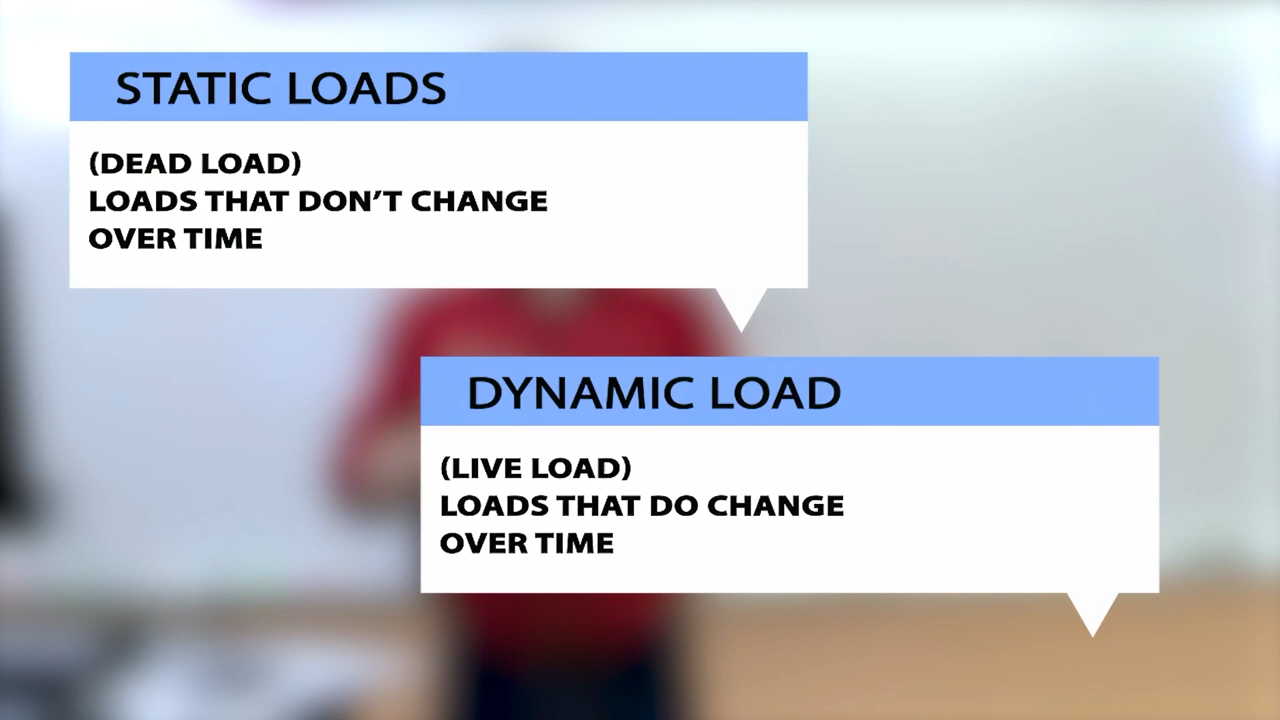 STATIC LOADS
(DEAD LOAD)
LOADS THAT DON’T CHANGE
OVER TIME
DYNAMIC LOAD
(LIVE LOAD)
LOADS THAT DO CHANGE
OVER TIME